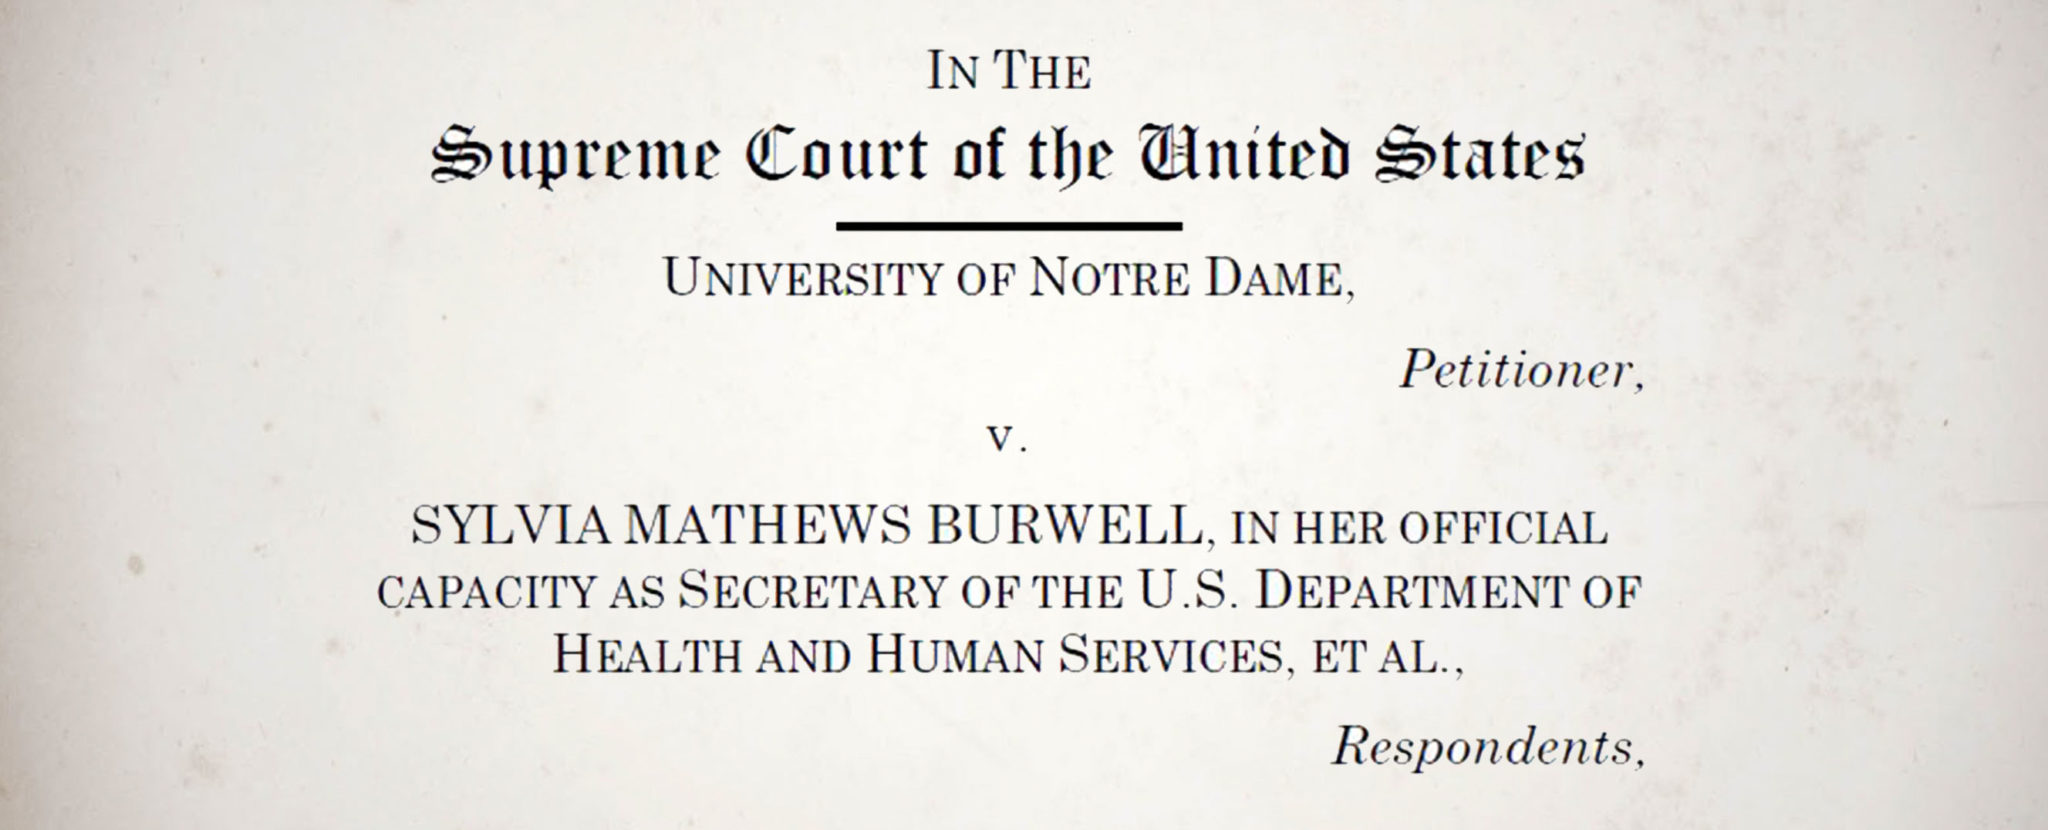 IN THE
Supreme Court of the United States
UNIVERSITY OF NOTRE DAME,
Petitioner,
v.
SYLVIA MATHEWS BURWELL, IN HER OFFICIAL
CAPACITY AS SECRETARY OF THE U.S. DEPARTMENT OF
HEALTH AND HUMAN SERVICES, ET AL.,
Respondents,